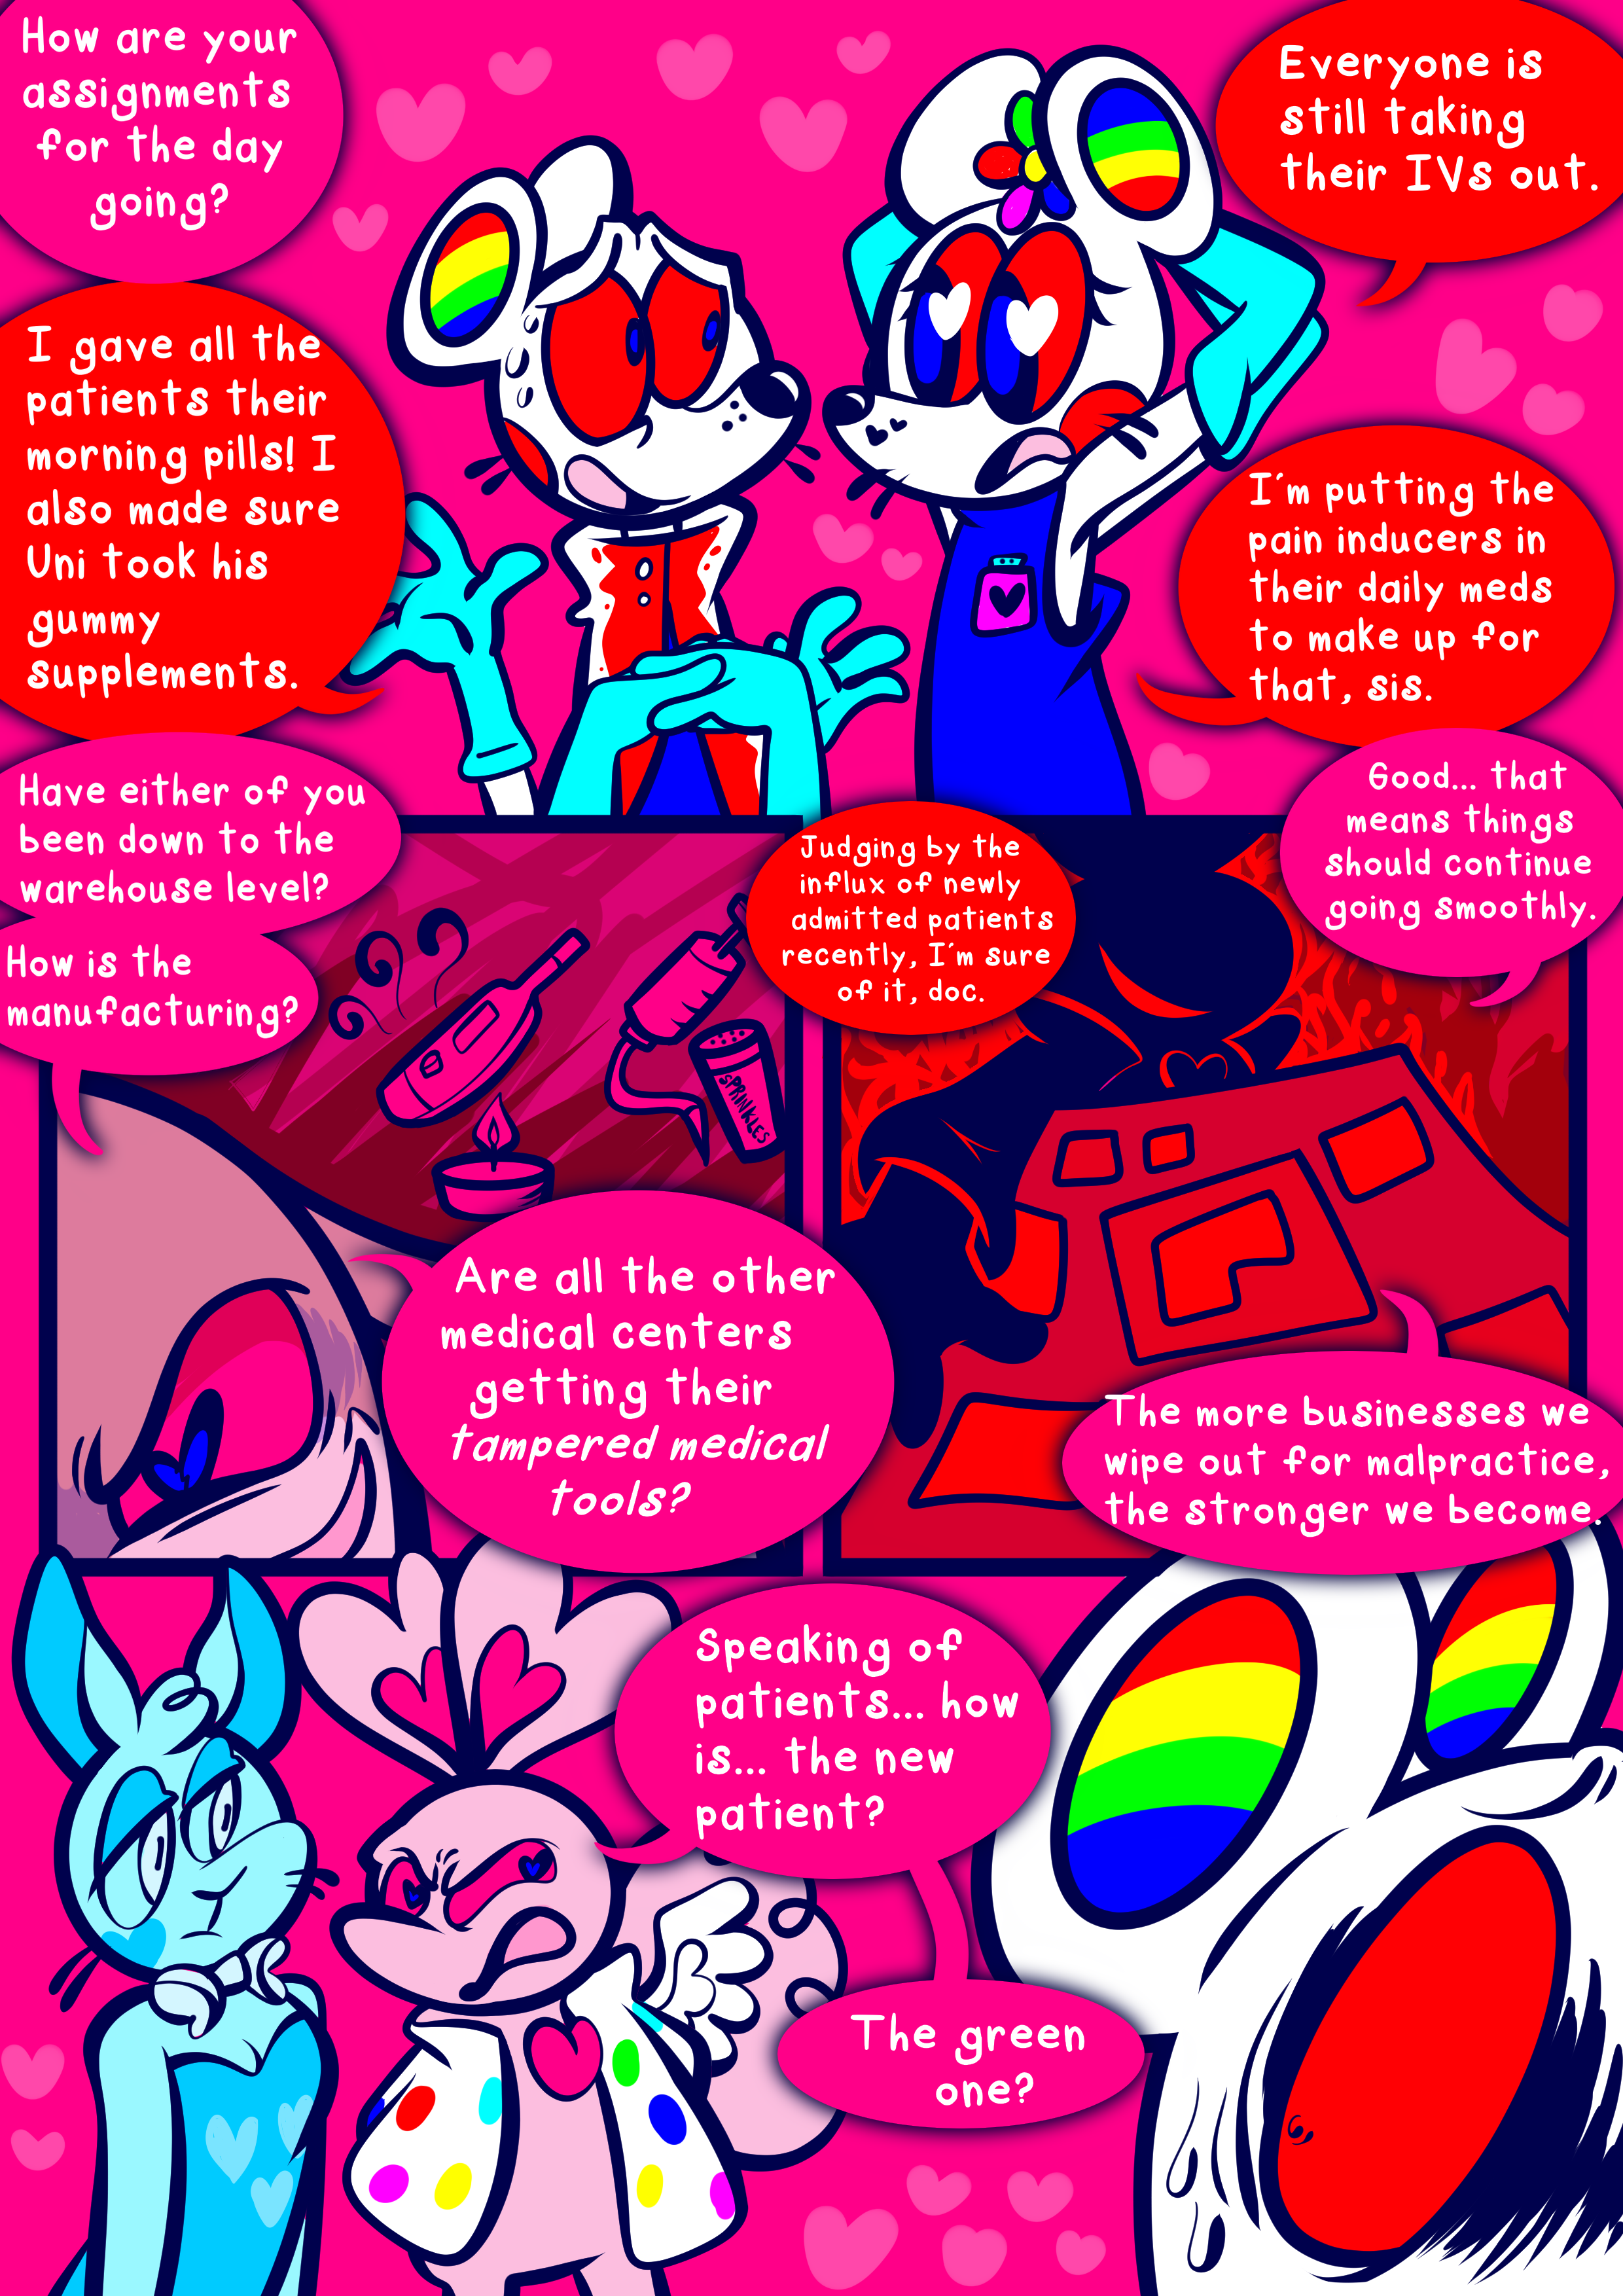 How are your
assignments
for the day
going?
I gave all the
patients their
morning pills! I
also made sure
Uni took his
gummy
supplements.
Everyone is
still taking
their IVs out.
I'm putting the
pain inducers in
their daily meds
to make up for
that, sis.
Good... that
means things
should continue
going smoothly.
Have either of you
been down to the
warehouse level?
How is the
manufacturing?
SPRINKLES
Are all the other
medical centers
getting their
tampered medical
tools?
Judging by the
influx of newly
admitted patients
recently, I'm sure
of it, doc.
The more businesses we
wipe out for malpractice,
the stronger we become.
Speaking of
patients... how
is... the new
patient?
The green
one?